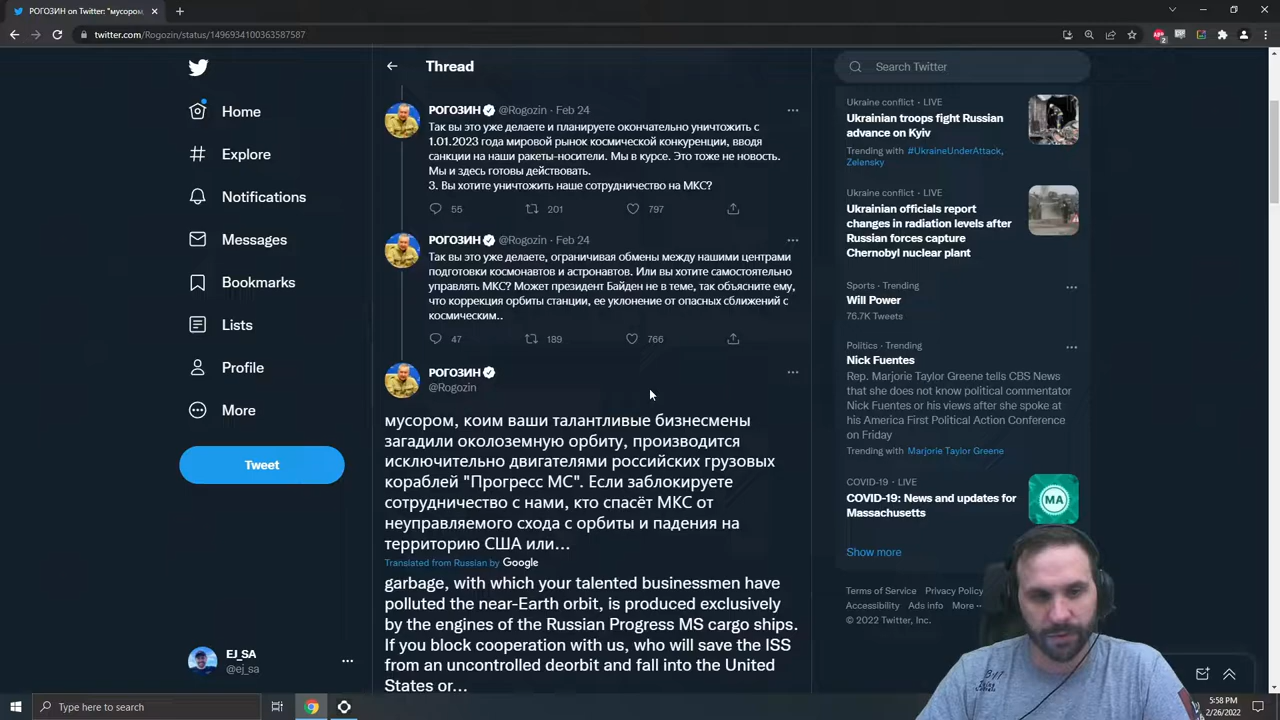 РОГОЗИН on Twitter: "мусором,
twitter.com/Rogozin/status/1496934100363587587
Home
Explore
Notifications
Messages
Bookmarks
Lists
Profile
More
Tweet
EJ_SA
@ej_sa
Thread
РОГОЗИН @Rogozin · Feb 24
Так вы это уже делаете и планируете окончательно уничтожить с
1.01.2023 года мировой рынок космической конкуренции, вводя
санкции на наши ракеты-носители. Мы в курсе. Это тоже не новость.
Мы и здесь готовы действовать.
3. Вы хотите уничтожить наше сотрудничество на МКС?
55 201 797
РОГОЗИН @Rogozin · Feb 24
Так вы это уже делаете, ограничивая обмены между нашими центрами
подготовки космонавтов и астронавтов. Или вы хотите самостоятельно
управлять МКС? Может президент Байден не в теме, так объясните ему,
что коррекция орбиты станции, ее уклонение от опасных сближений с
космическим..
47 189 766
РОГОЗИН
@Rogozin
мусором, коим ваши талантливые бизнесмены
загадили околоземную орбиту, производится
исключительно двигателями российских грузовых
кораблей "Прогресс МС". Если заблокируете
сотрудничество с нами, кто спасёт МКС от
неуправляемого схода с орбиты и падения на
территорию США или…
Translated from Russian by Google
garbage, with which your talented businessmen have
polluted the near-Earth orbit, is produced exclusively
by the engines of the Russian Progress MS cargo ships.
If you block cooperation with us, who will save the ISS
from an uncontrolled deorbit and fall into the United
States or…
Search Twitter
Ukraine conflict · LIVE
Ukrainian troops fight Russian
advance on Kyiv
Trending with #UkraineUnderAttack,
Zelensky
Ukraine conflict · LIVE
Ukrainian officials report
changes in radiation levels after
Russian forces capture
Chernobyl nuclear plant
Sports · Trending
Will Power
76.7K Tweets
Politics · Trending
Nick Fuentes
Rep. Marjorie Taylor Greene tells CBS News
that she does not know political commentator
Nick Fuentes or his views after she spoke at
his America First Political Action Conference
on Friday
Trending with Marjorie Taylor Greene
COVID-19 · LIVE
COVID-19: News and updates for
Massachusetts
MA
Show more
Terms of Service Privacy Policy
Accessibility Ads info More ··
© 2022 Twitter, Inc.
Type here to search
5:58 PM
2/26/2022